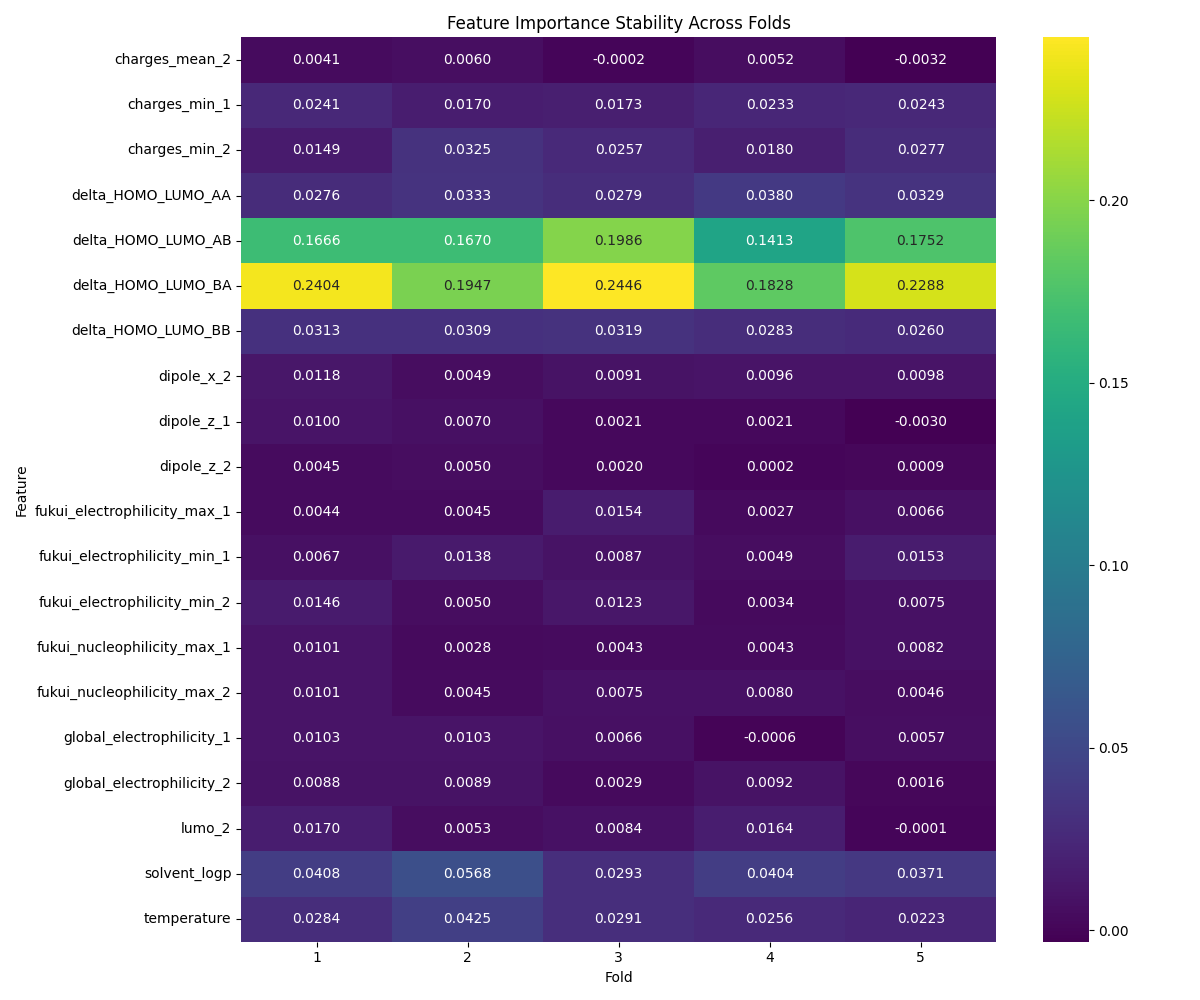 Feature Importance Stability Across Folds
Feature
charges_mean_2 0.0041 0.0060 -0.0002 0.0052 -0.0032
charges_min_1 0.0241 0.0170 0.0173 0.0233 0.0243
charges_min_2 0.0149 0.0325 0.0257 0.0180 0.0277
delta_HOMO_LUMO_AA 0.0276 0.0333 0.0279 0.0380 0.0329
delta_HOMO_LUMO_AB 0.1666 0.1670 0.1986 0.1413 0.1752
delta_HOMO_LUMO_BA 0.2404 0.1947 0.2446 0.1828 0.2288
delta_HOMO_LUMO_BB 0.0313 0.0309 0.0319 0.0283 0.0260
dipole_x_2 0.0118 0.0049 0.0091 0.0096 0.0098
dipole_z_1 0.0100 0.0070 0.0021 0.0021 -0.0030
dipole_z_2 0.0045 0.0050 0.0020 0.0002 0.0009
fukui_electrophilicity_max_1 0.0044 0.0045 0.0154 0.0027 0.0066
fukui_electrophilicity_min_1 0.0067 0.0138 0.0087 0.0049 0.0153
fukui_electrophilicity_min_2 0.0146 0.0050 0.0123 0.0034 0.0075
fukui_nucleophilicity_max_1 0.0101 0.0028 0.0043 0.0043 0.0082
fukui_nucleophilicity_max_2 0.0101 0.0045 0.0075 0.0080 0.0046
global_electrophilicity_1 0.0103 0.0103 0.0066 -0.0006 0.0057
global_electrophilicity_2 0.0088 0.0089 0.0029 0.0092 0.0016
lumo_2 0.0170 0.0053 0.0084 0.0164 -0.0001
solvent_logp 0.0408 0.0568 0.0293 0.0404 0.0371
temperature 0.0284 0.0425 0.0291 0.0256 0.0223
1 2 3 4 5
Fold
0.20
0.15
0.10
0.05
0.00